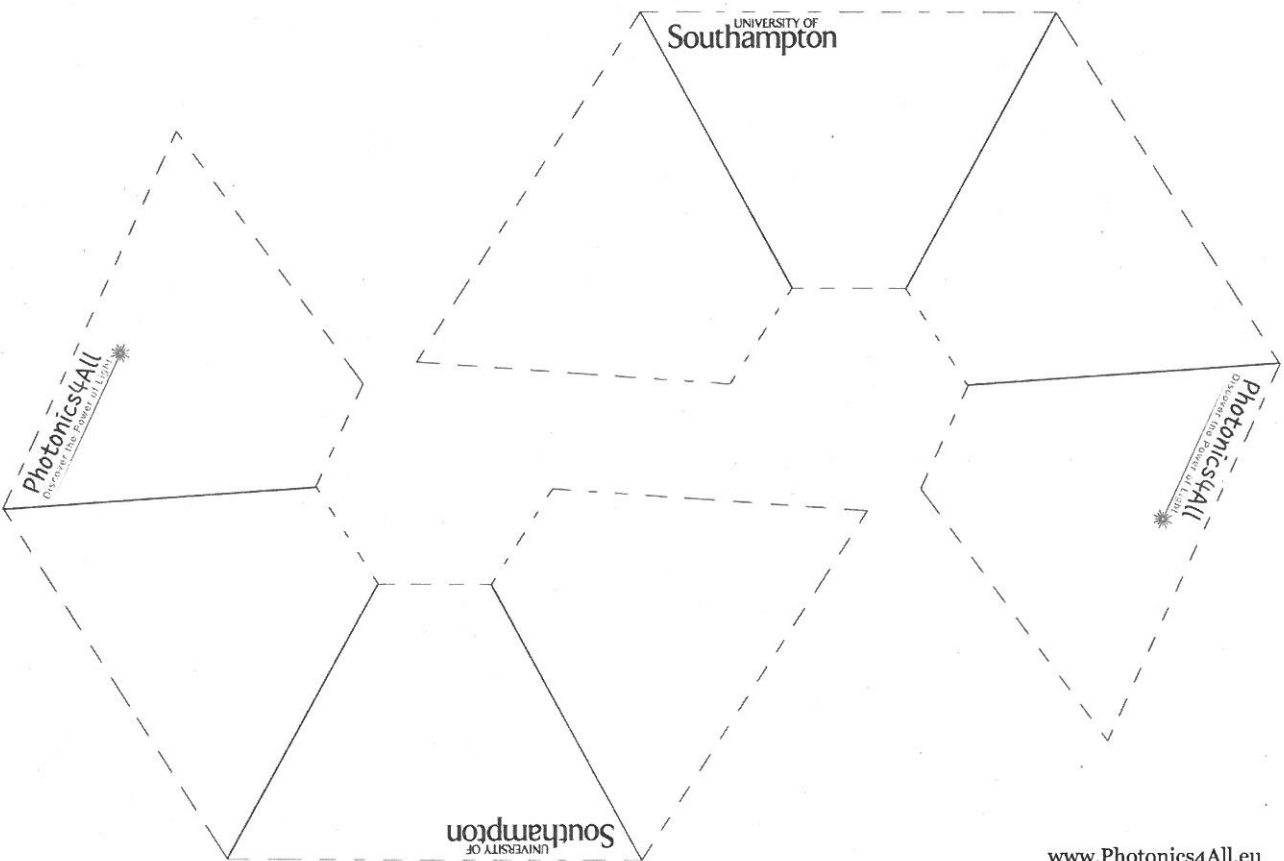 UNIVERSITY OF
Southampton
Photonics4All
Discover the Power of Light
Photonics4All
Discover the Power of Light
UNIVERSITY OF
Southampton
www.Photonics4All.eu